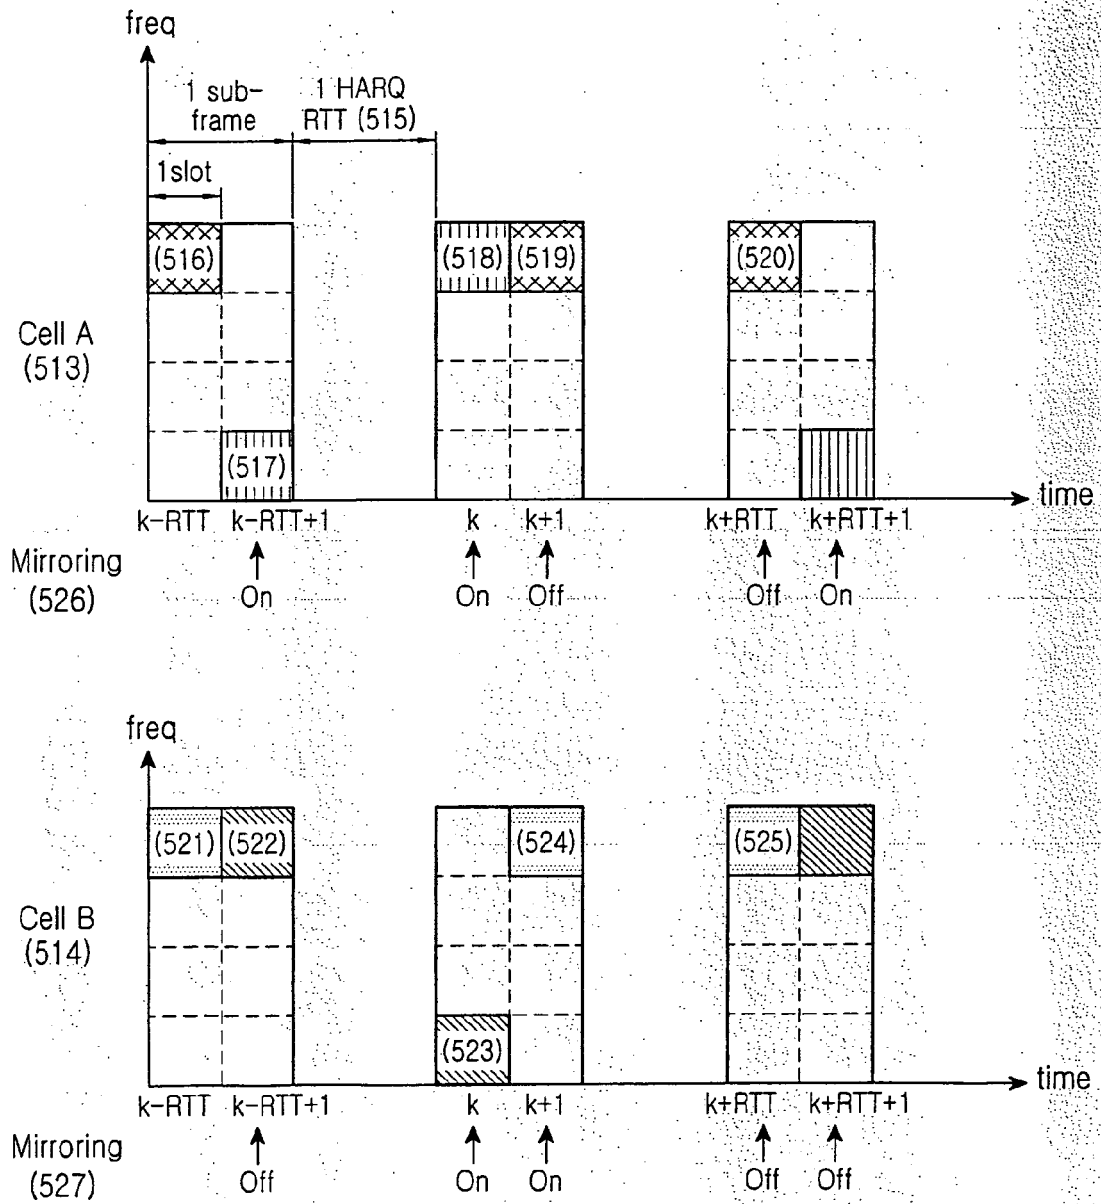 freq
1 sub-
frame
1 HARQ
RTT (515)
1slot
(516)
(518)
(519)
(520)
Cell A
(513)
(517)
time
k-RTT
k-RTT+1
k
k+1
k+RTT
k+RTT+1
Mirroring
(526)
On
On
Off
Off
On
freq
(521)
(522)
(524)
(525)
Cell B
(514)
(523)
time
k-RTT
k-RTT+1
k
k+1
k+RTT
k+RTT+1
Mirroring
(527)
Off
On
On
Off
Off